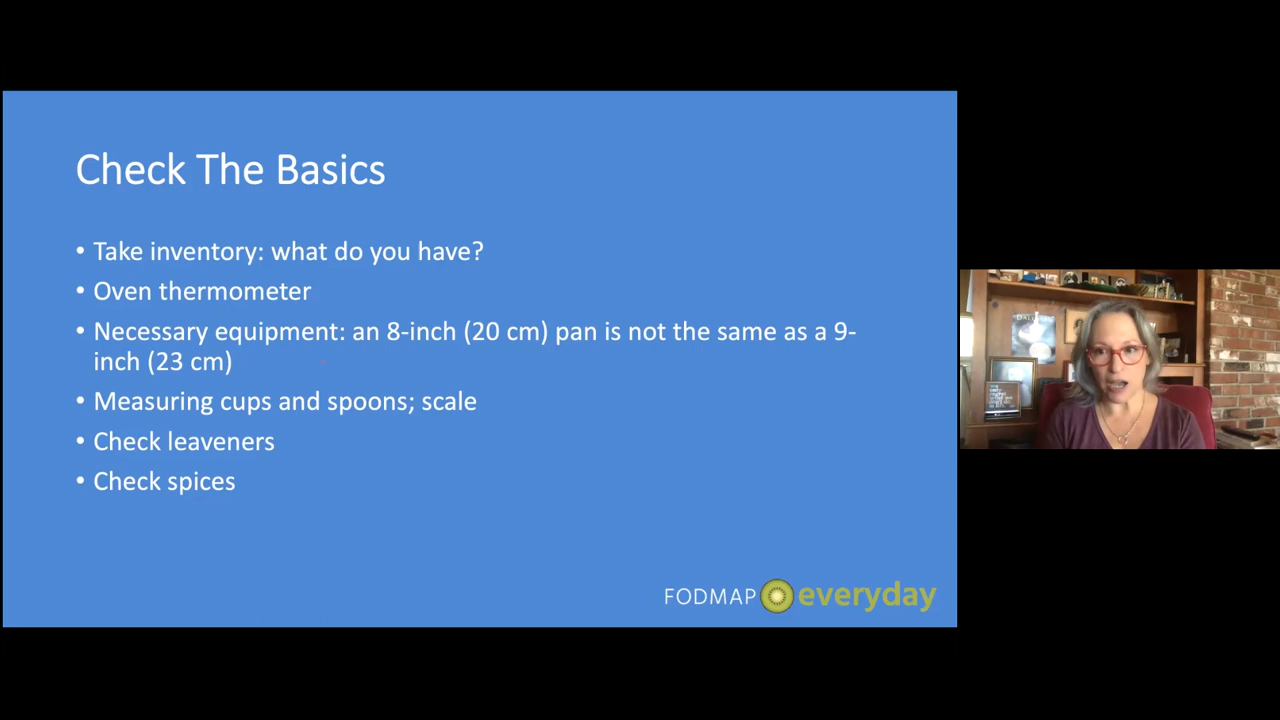 Check The Basics
• Take inventory: what do you have?
• Oven thermometer
• Necessary equipment: an 8-inch (20 cm) pan is not the same as a 9-
inch (23 cm)
• Measuring cups and spoons; scale
• Check leaveners
• Check spices
FODMAP everyday